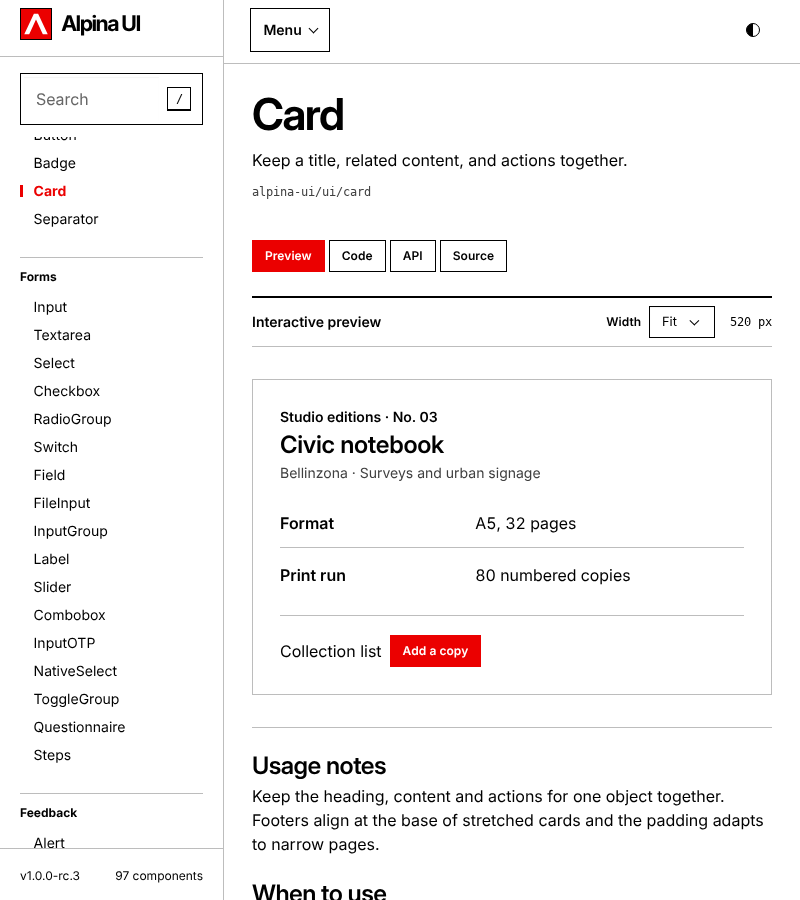 Alpina UI
Search /
Button
Badge
Card
Separator
Forms
Input
Textarea
Select
Checkbox
RadioGroup
Switch
Field
FileInput
InputGroup
Label
Slider
Combobox
InputOTP
NativeSelect
ToggleGroup
Questionnaire
Steps
Feedback
Alert
v1.0.0-rc.3 97 components
Menu
Card
Keep a title, related content, and actions together.
alpina-ui/ui/card
Preview Code API Source
Interactive preview Width Fit 520 px
Studio editions · No. 03
Civic notebook
Bellinzona · Surveys and urban signage
Format A5, 32 pages
Print run 80 numbered copies
Collection list Add a copy
Usage notes
Keep the heading, content and actions for one object together.
Footers align at the base of stretched cards and the padding adapts
to narrow pages.
When to use